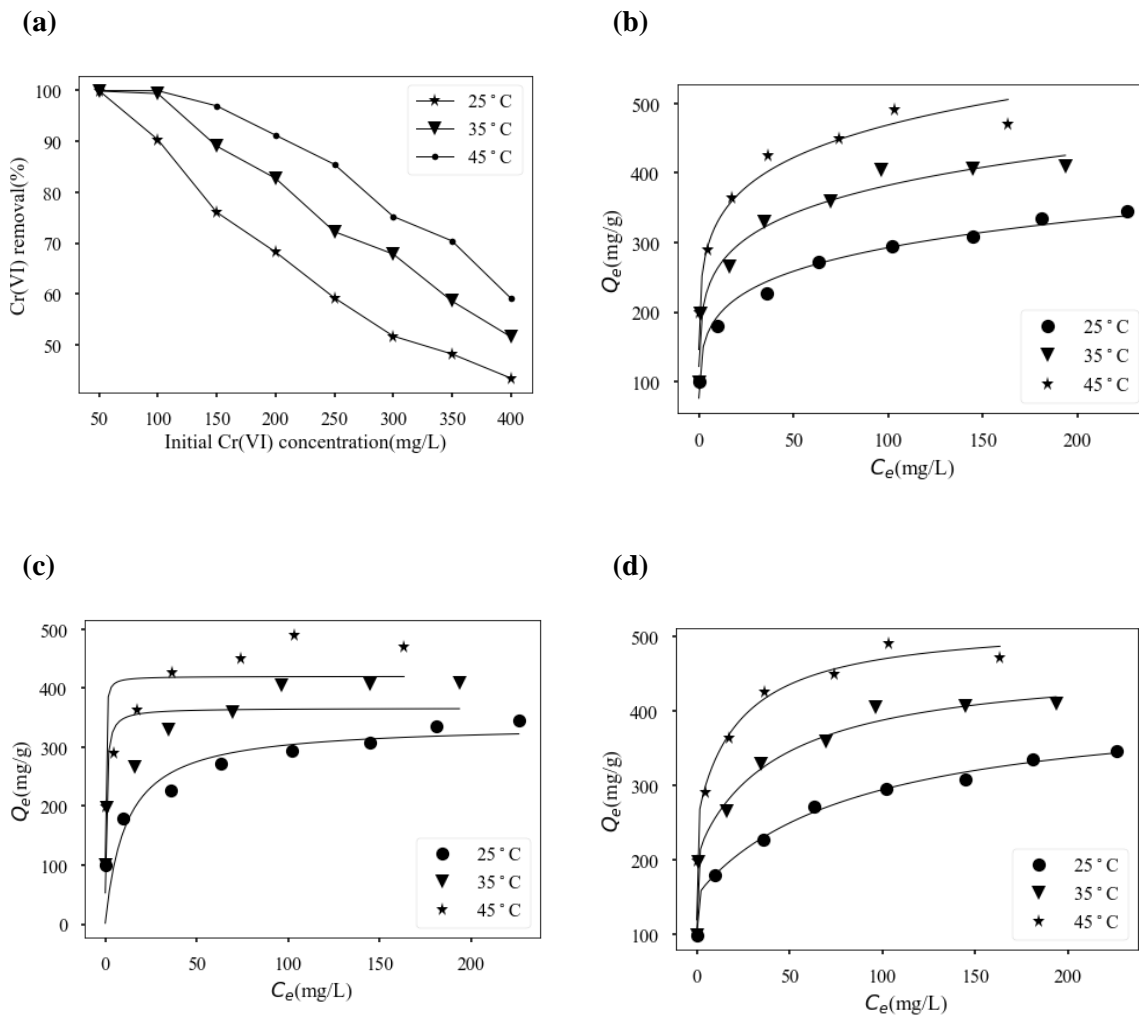 (a)
100
90
80
70
60
50
Cr(VI) removal(%)
50 100 150 200 250 300 350 400
Initial Cr(VI) concentration(mg/L)
25°C
35°C
45°C
(b)
500
400
300
200
100
Qe(mg/g)
0 50 100 150 200
Ce(mg/L)
25°C
35°C
45°C
(c)
500
400
300
200
100
0
Qe(mg/g)
0 50 100 150 200
Ce(mg/L)
25°C
35°C
45°C
(d)
500
400
300
200
100
Qe(mg/g)
0 50 100 150 200
Ce(mg/L)
25°C
35°C
45°C